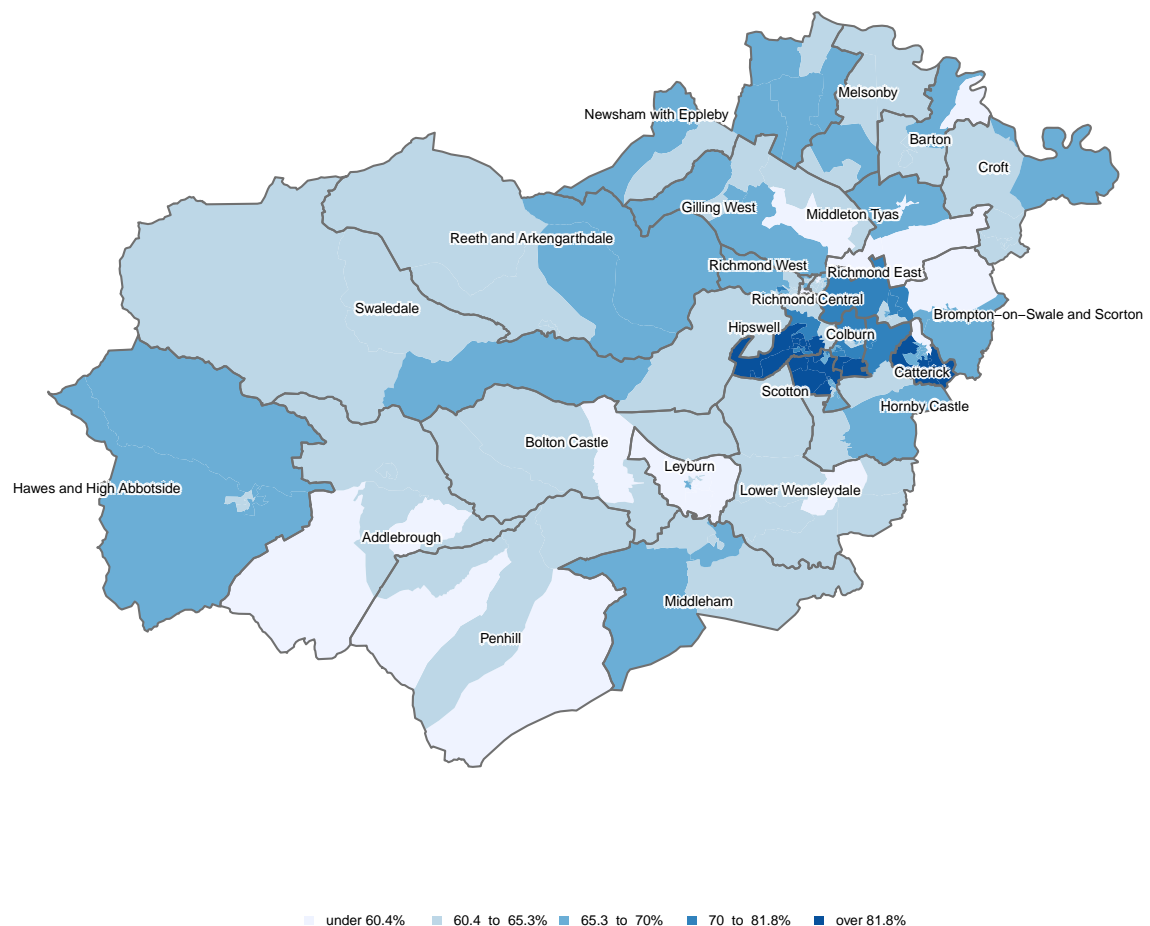 Melsonby
Newsham with Eppleby
Barton
Croft
Gilling West
Middleton Tyas
Reeth and Arkengarthdale
Richmond West
Richmond East
Richmond Central
Swaledale
Brompton−on−Swale and Scorton
Hipswell
Colburn
Catterick
Scotton
Hornby Castle
Bolton Castle
Leyburn
Hawes and High Abbotside
Lower Wensleydale
Addlebrough
Middleham
Penhill
under 60.4% 60.4 to 65.3% 65.3 to 70% 70 to 81.8% over 81.8%